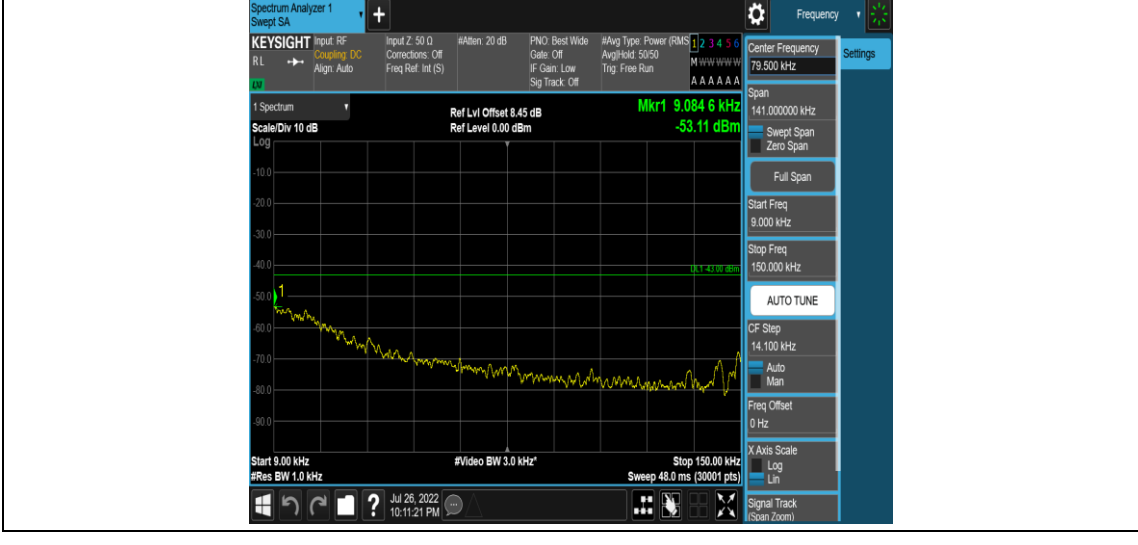 Spectrum Analyzer 1
Swept SA
Frequency
KEYSIGHT
RL
LXI
Input: RF
Coupling: DC
Align: Auto
Input Z: 50 Ω
Corrections: Off
Freq Ref: Int (S)
#Atten: 20 dB
PNO: Best Wide
Gate: Off
IF Gain: Low
Sig Track: Off
#Avg Type: Power (RMS
Avg|Hold: 50/50
Trig: Free Run
1 2 3 4 5 6
M W W W W W
A A A A A A
1 Spectrum
Scale/Div 10 dB
Ref Lvl Offset 8.45 dB
Ref Level 0.00 dBm
Mkr1 9.084 6 kHz
-53.11 dBm
Log
-10.0
-20.0
-30.0
-40.0
DL1 -43.00 dBm
-50.0
1
-60.0
-70.0
-80.0
-90.0
Start 9.00 kHz
#Video BW 3.0 kHz*
Stop 150.00 kHz
#Res BW 1.0 kHz
Sweep 48.0 ms (30001 pts)
?
Jul 26, 2022
10:11:21 PM
Center Frequency
79.500 kHz
Settings
Span
141.000000 kHz
Swept Span
Zero Span
Full Span
Start Freq
9.000 kHz
Stop Freq
150.000 kHz
AUTO TUNE
CF Step
14.100 kHz
Auto
Man
Freq Offset
0 Hz
X Axis Scale
Log
Lin
Signal Track
(Span Zoom)